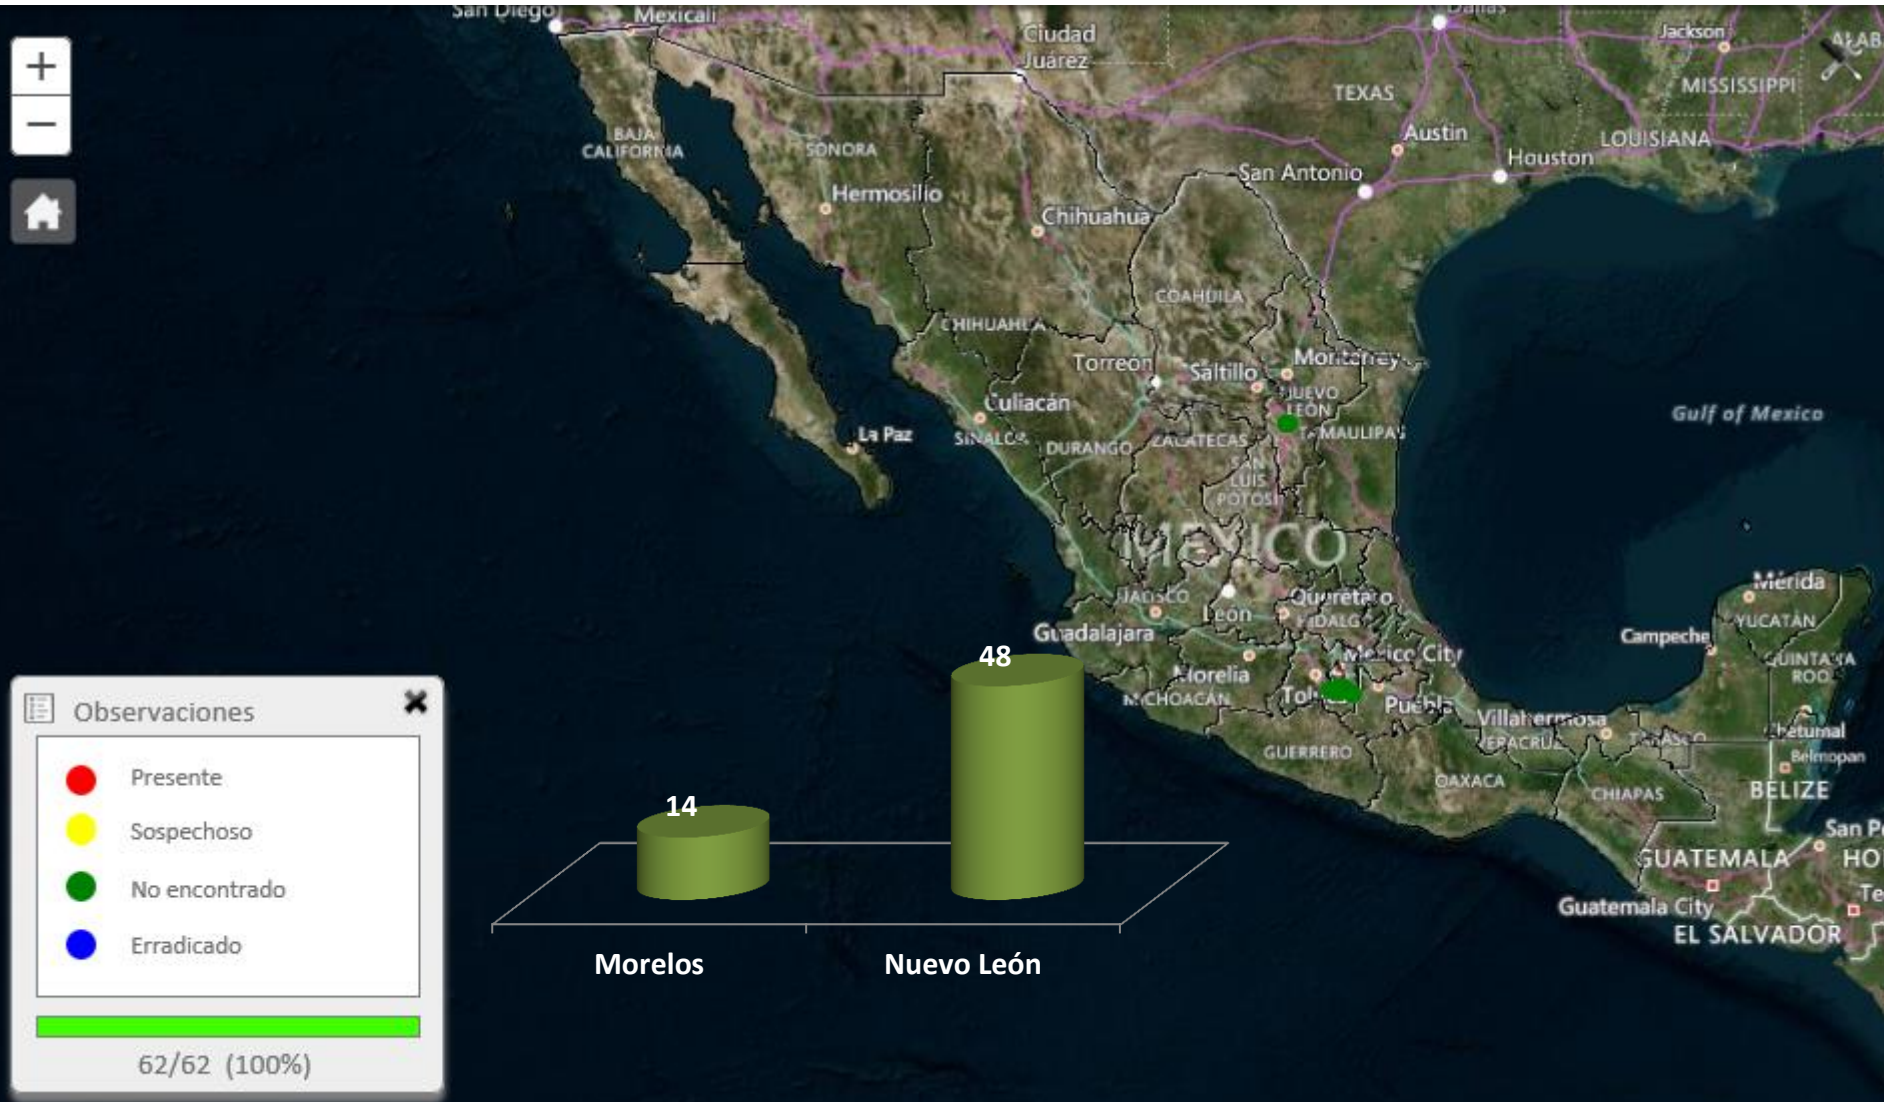 San Diego
Mexicali
Ciudad
Juárez
Dallas
Jackson
MISSISSIPPI
TEXAS
BAJA
CALIFORNIA
SONORA
Austin
LOUISIANA
Houston
San Antonio
Hermosillo
Chihuahua
COAHUILA
CHIHUAHUA
Torreón
Saltillo
Monterrey
NUEVO
LEÓN
Culiacán
Gulf of Mexico
La Paz
SINALOA
DURANGO
ZACATECAS
TAMAULIPAS
SAN
LUIS
POTOSÍ
MEXICO
Mérida
JALISCO
León
Querétaro
HIDALGO
YUCATÁN
Guadalajara
Campeche
Mexico City
QUINTANA
ROO
Morelia
MICHOACÁN
Puebla
Villahermosa
VERACRUZ
TABASCO
Chetumal
GUERRERO
Belmopan
OAXACA
CHIAPAS
BELIZE
GUATEMALA
Guatemala City
EL SALVADOR
+
−
Observaciones
Presente
Sospechoso
No encontrado
Erradicado
62/62 (100%)
14
48
Morelos
Nuevo León